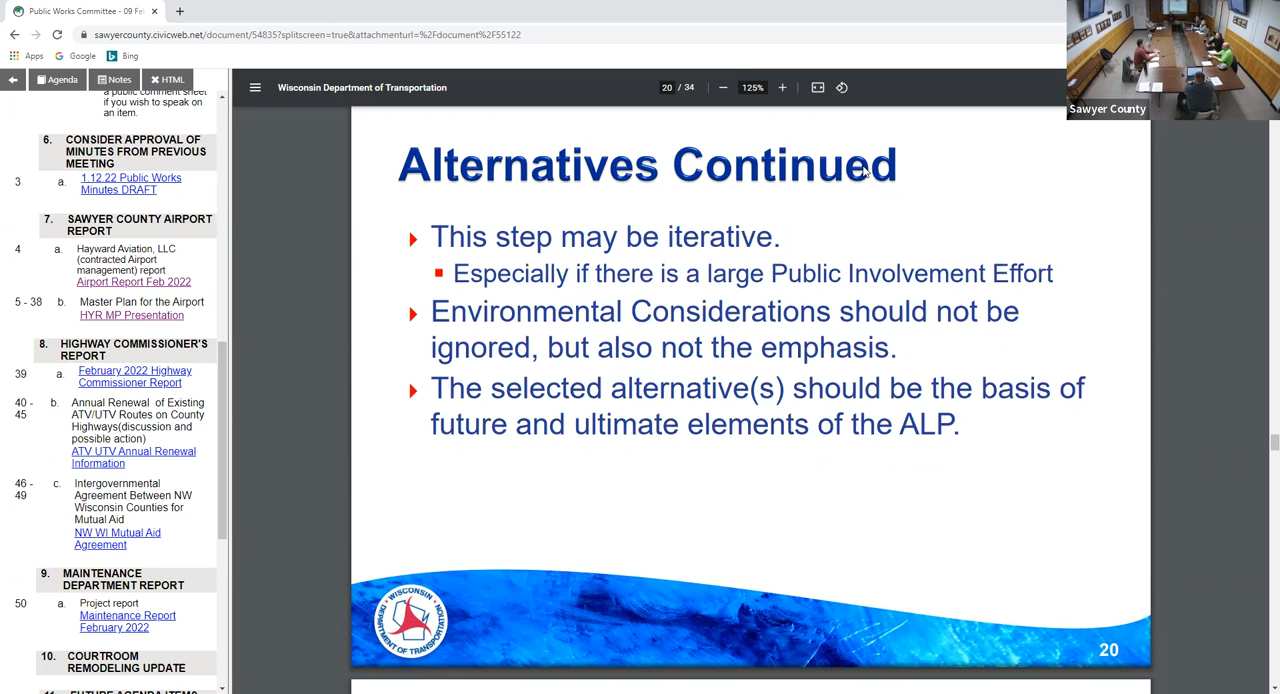 Public Works Committee - 09 Feb
sawyercounty.civicweb.net/document/54835?splitscreen=true&attachmenturl=%2Fdocument%2F55122
Apps Google Bing
Agenda Notes HTML
a public comment sheet
if you wish to speak on
an item.
6. CONSIDER APPROVAL OF
MINUTES FROM PREVIOUS
MEETING
3 a. 1.12.22 Public Works
Minutes DRAFT
7. SAWYER COUNTY AIRPORT
REPORT
4 a. Hayward Aviation, LLC
(contracted Airport
management) report
Airport Report Feb 2022
5 - 38 b. Master Plan for the Airport
HYR MP Presentation
8. HIGHWAY COMMISSIONER'S
REPORT
39 a. February 2022 Highway
Commissioner Report
40 - 45 b. Annual Renewal of Existing
ATV/UTV Routes on County
Highways(discussion and
possible action)
ATV UTV Annual Renewal
Information
46 - 49 c. Intergovernmental
Agreement Between NW
Wisconsin Counties for
Mutual Aid
NW WI Mutual Aid
Agreement
9. MAINTENANCE
DEPARTMENT REPORT
50 a. Project report
Maintenance Report
February 2022
10. COURTROOM
REMODELING UPDATE
11. FUTURE AGENDA ITEMS
Wisconsin Department of Transportation 20 / 34 125%
Sawyer County
Alternatives Continued
This step may be iterative.
Especially if there is a large Public Involvement Effort
Environmental Considerations should not be
ignored, but also not the emphasis.
The selected alternative(s) should be the basis of
future and ultimate elements of the ALP.
WISCONSIN
DEPARTMENT OF TRANSPORTATION
20